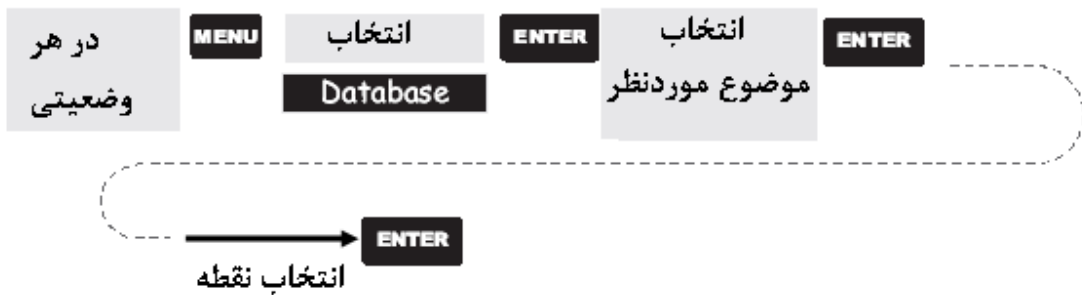 در هر
وضعیتی
MENU
انتخاب
Database
ENTER
انتخاب
موضوع موردنظر
ENTER
ENTER
انتخاب نقطه